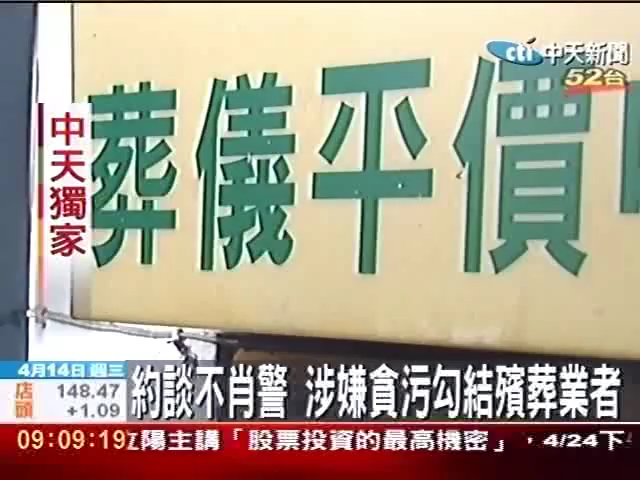 cti 中天新聞
52台
中天獨家
葬儀平價
4月14日 週三
店頭 148.47
+1.09
約談不肖警 涉嫌貪污勾結殯葬業者
09:09:19
陽主講「股票投資的最高機密」，4/24下